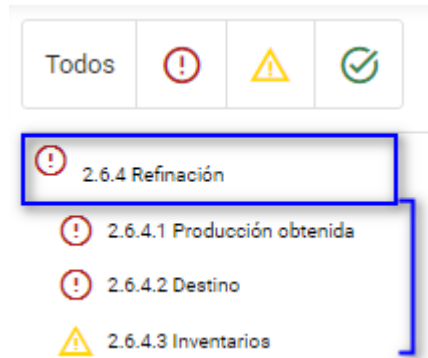 Todos
2.6.4 Refinación
2.6.4.1 Producción obtenida
2.6.4.2 Destino
2.6.4.3 Inventarios